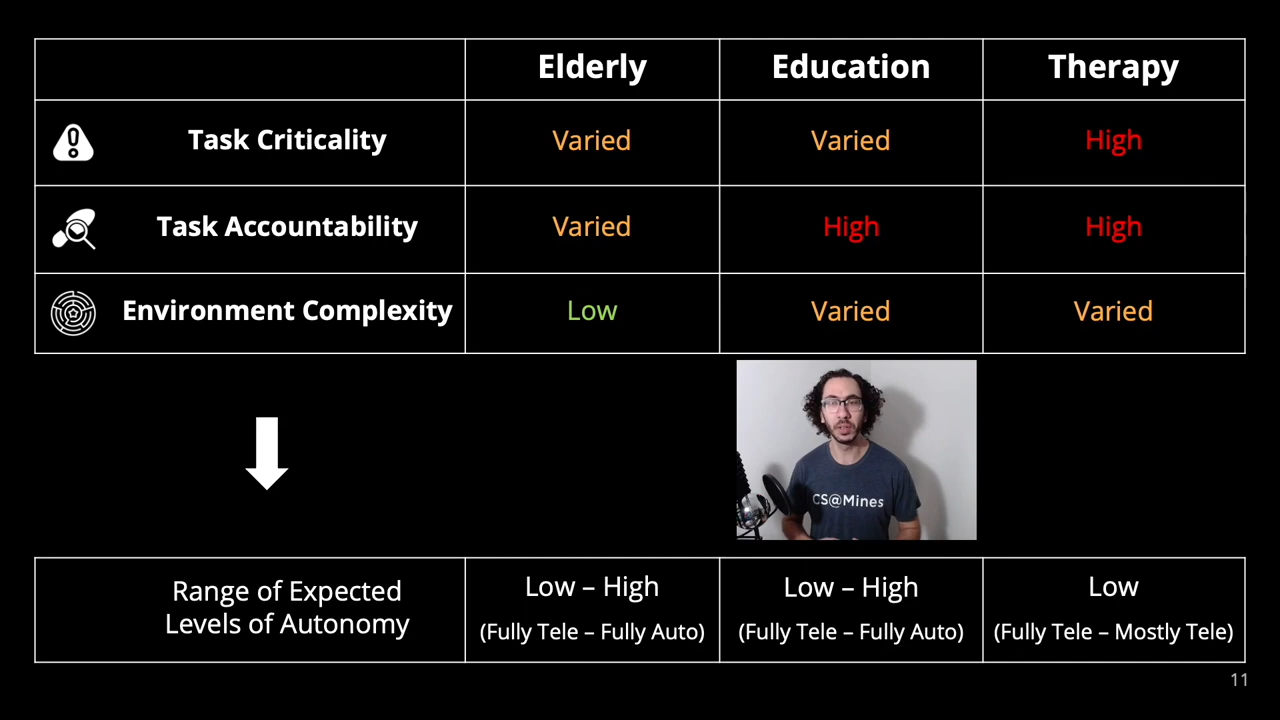 Elderly Education Therapy
Task Criticality Varied Varied High
Task Accountability Varied High High
Environment Complexity Low Varied Varied
CS@Mines
Range of Expected
Levels of Autonomy
Low – High
(Fully Tele – Fully Auto)
Low – High
(Fully Tele – Fully Auto)
Low
(Fully Tele – Mostly Tele)
11